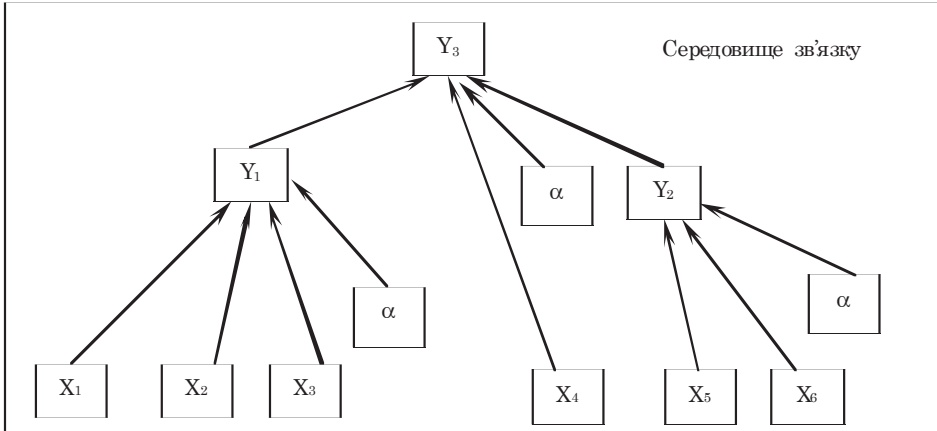 Y3
Середовище зв'язку
Y1
α
Y2
α
α
X1
X2
X3
X4
X5
X6